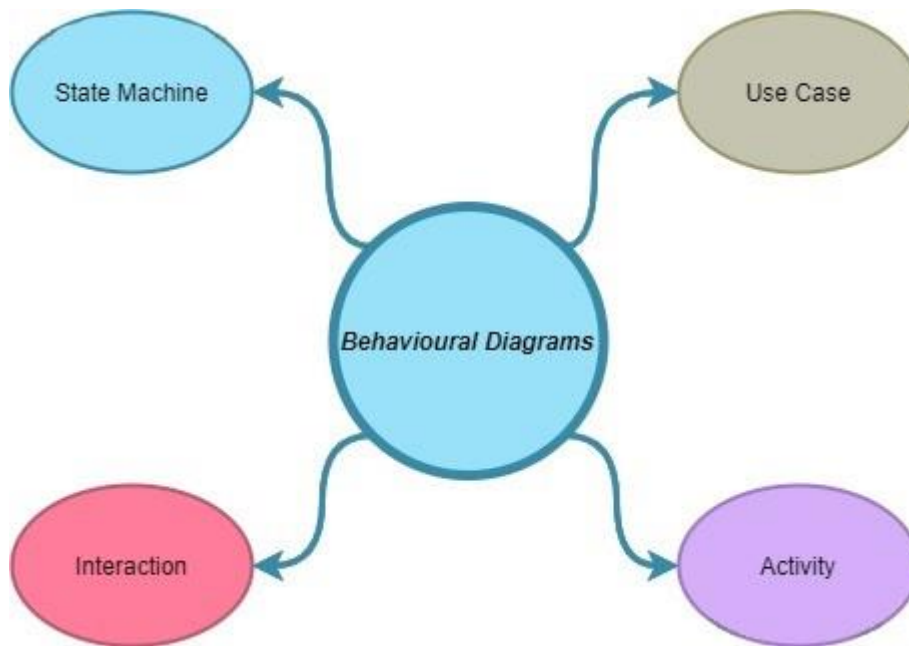 State Machine
Use Case
Behavioural Diagrams
Interaction
Activity